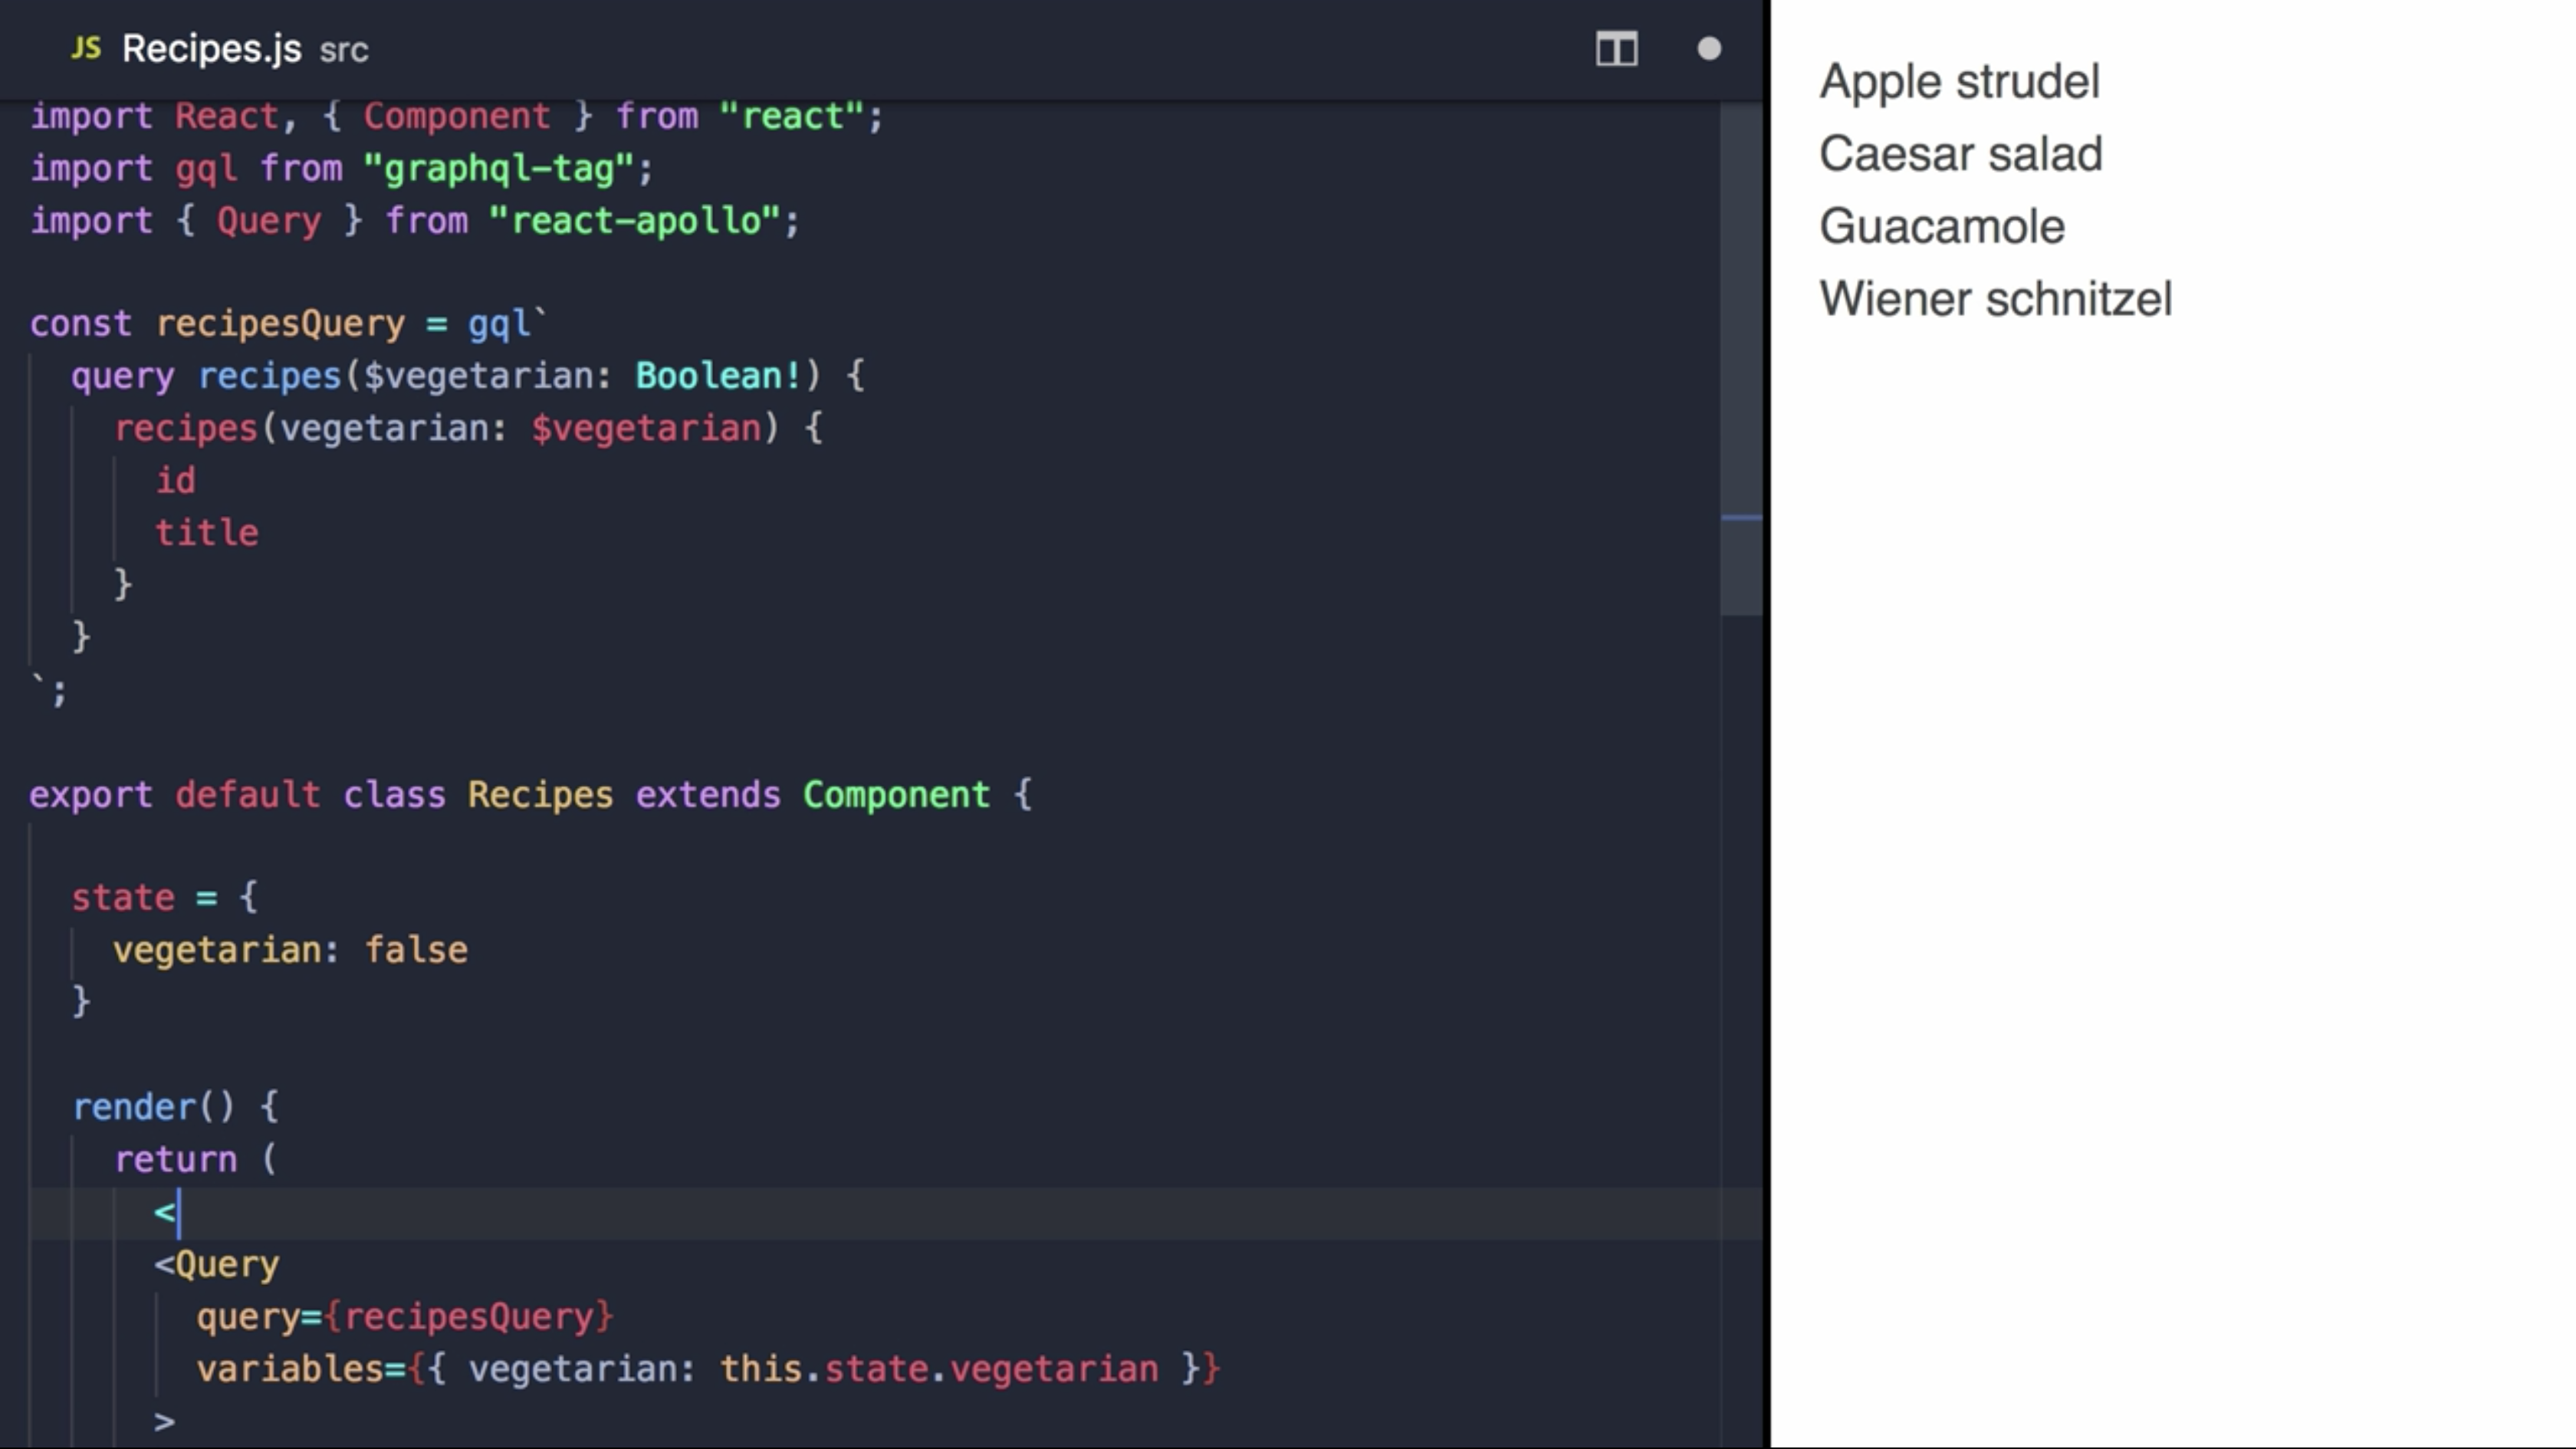 JS Recipes.js src
import React, { Component } from "react";
import gql from "graphql-tag";
import { Query } from "react-apollo";
const recipesQuery = gql`
query recipes($vegetarian: Boolean!) {
recipes(vegetarian: $vegetarian) {
id
title
}
}
`;
export default class Recipes extends Component {
state = {
vegetarian: false
}
render() {
return (
<
<Query
query={recipesQuery}
variables={{ vegetarian: this.state.vegetarian }}
>
Apple strudel
Caesar salad
Guacamole
Wiener schnitzel